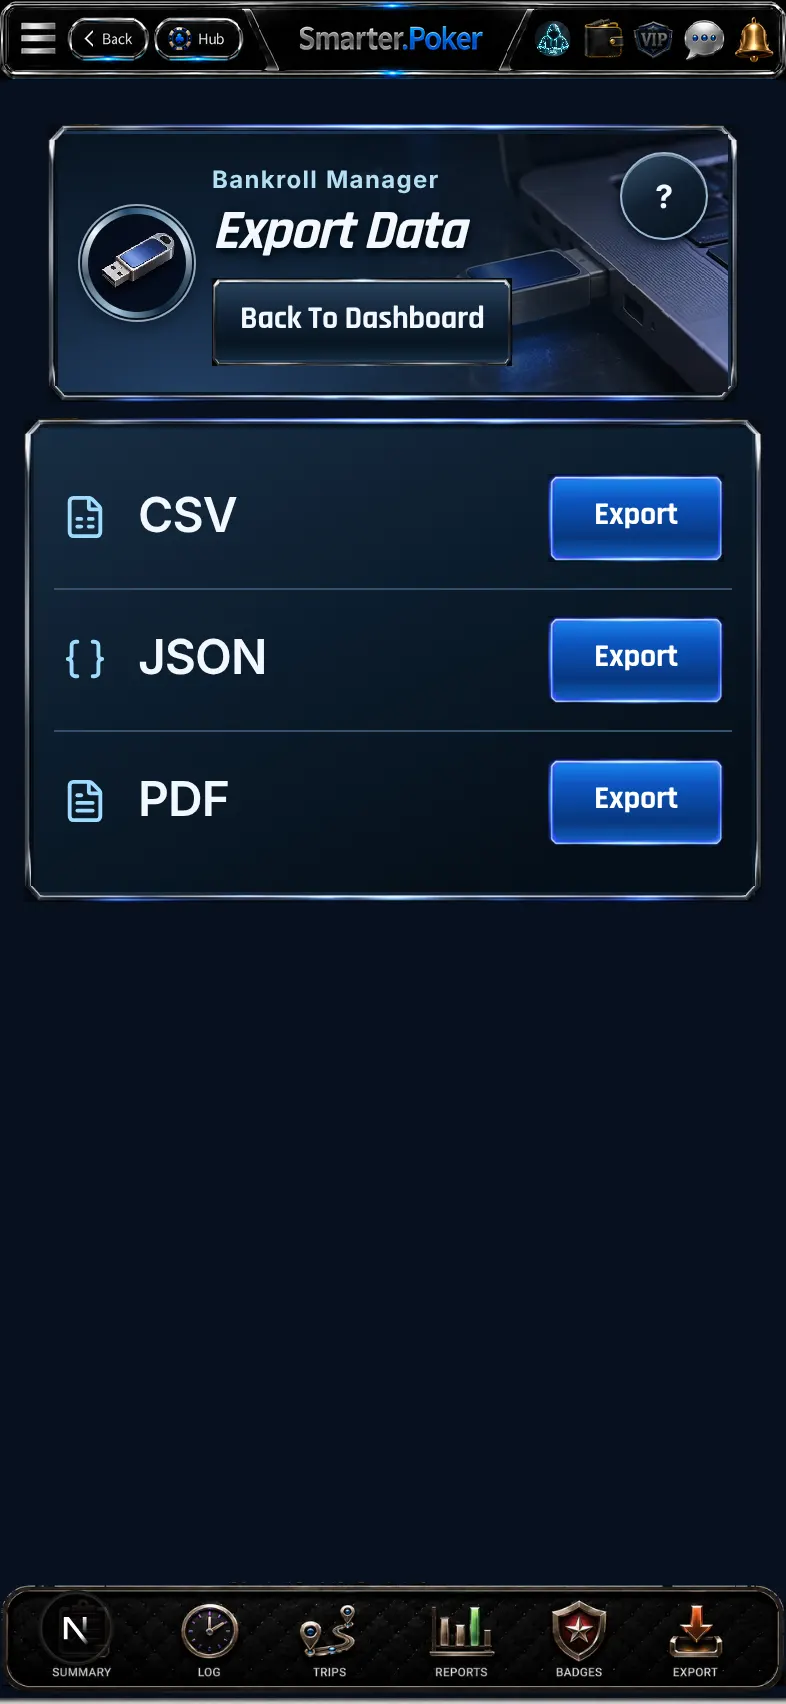 Back
Hub
Smarter.Poker
VIP
Bankroll Manager
Export Data
?
Back To Dashboard
CSV
Export
{ } JSON
Export
PDF
Export
N
SUMMARY
LOG
TRIPS
REPORTS
BADGES
EXPORT